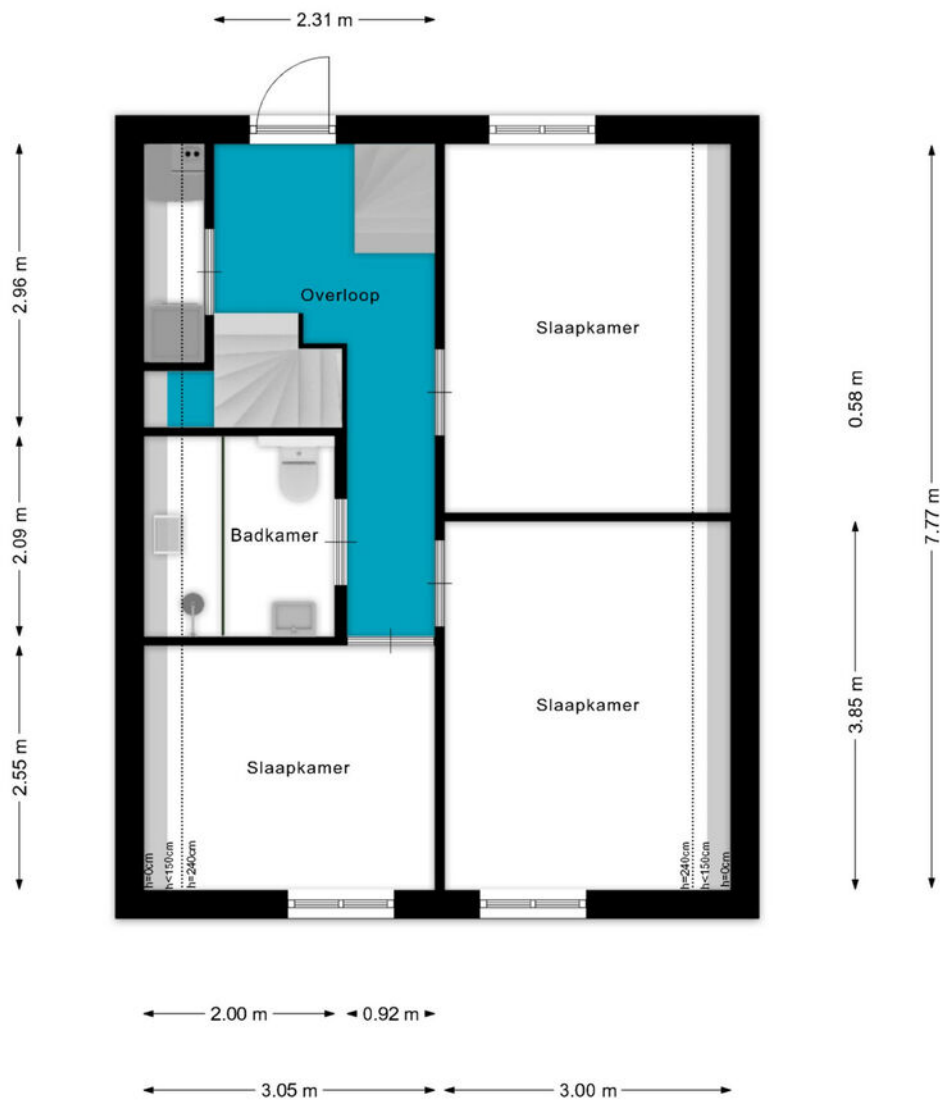 2.31 m
2.96 m
Overloop
Slaapkamer
0.58 m
7.77 m
2.09 m
Badkamer
Slaapkamer
3.85 m
2.55 m
Slaapkamer
h=0cm
h<150cm
h=240cm
h=240cm
h<150cm
h=0cm
2.00 m
0.92 m
3.05 m
3.00 m